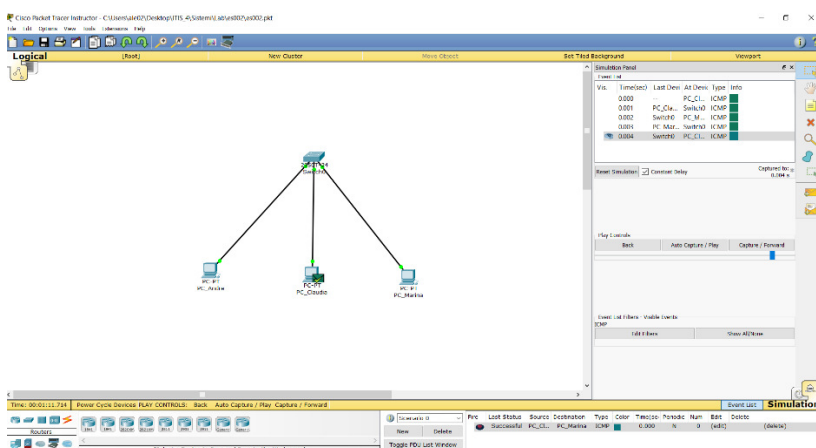 Cisco Packet Tracer Instructor - C:\Users\ale02\Desktop\ITIS_4\Sistemi\Lab\es002\es002.pkt
File Edit Options View Tools Extensions Help
Logical [Root] New Cluster Move Object Set Tiled Background Viewport
Simulation Panel
Event List
Vis. Time(sec) Last Devi At Devi Type Info
0.000 -- PC_Cl... ICMP
0.001 PC_Cla... Switch0 ICMP
0.002 Switch0 PC_M... ICMP
0.003 PC_Mar... Switch0 ICMP
0.004 Switch0 PC_Cl... ICMP
Reset Simulation Constant Delay Captured to:
0.004 s
Play Controls
Back Auto Capture / Play Capture / Forward
Event List Filters - Visible Events
ICMP
Edit Filters Show All/None
Switch0
PC-PT
PC_Andre
PC-PT
PC_Claudio
PC-PT
PC_Marina
Time: 00:01:11.714 Power Cycle Devices PLAY CONTROLS: Back Auto Capture / Play Capture / Forward Event List Simulation
Routers
Scenario 0
New Delete
Toggle PDU List Window
Fire Last Status Source Destination Type Color Time(sec Periodic Num Edit Delete
Successful PC_Cl... PC_Marina ICMP 0.000 N 0 (edit) (delete)